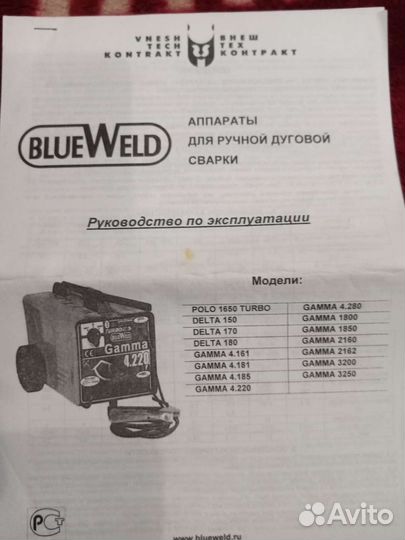 VNESH
TECH
KONTRAKT
ВНЕШ
ТЕХ
КОНТРАКТ
BLUEWELD
АППАРАТЫ
ДЛЯ РУЧНОЙ ДУГОВОЙ
СВАРКИ
Руководство по эксплуатации
Модели:
POLO 1650 TURBO
DELTA 150
DELTA 170
DELTA 180
GAMMA 4.161
GAMMA 4.181
GAMMA 4.185
GAMMA 4.220
GAMMA 4.280
GAMMA 1800
GAMMA 1850
GAMMA 2160
GAMMA 2162
GAMMA 3200
GAMMA 3250
BLUEWELD
Gamma
4.220
www.blueweld.ru
Avito